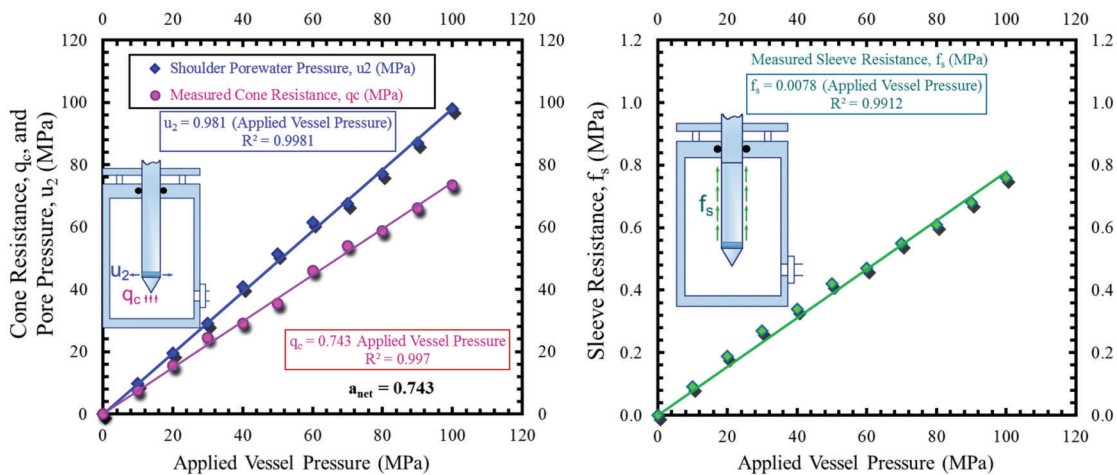 0 20 40 60 80 100 120
120 120
100 100
80 80
60 60
40 40
20 20
0 0
0 20 40 60 80 100 120
Cone Resistance, qc, and
Pore Pressure, u2 (MPa)
Shoulder Porewater Pressure, u2 (MPa)
Measured Cone Resistance, qc (MPa)
u2 = 0.981 (Applied Vessel Pressure)
R² = 0.9981
u2
qc
qc = 0.743 Applied Vessel Pressure
R² = 0.997
anet = 0.743
Applied Vessel Pressure (MPa)
0 20 40 60 80 100 120
1.2 1.2
1.0 1.0
0.8 0.8
0.6 0.6
0.4 0.4
0.2 0.2
0.0 0.0
0 20 40 60 80 100 120
Sleeve Resistance, fs (MPa)
Measured Sleeve Resistance, fs (MPa)
fs = 0.0078 (Applied Vessel Pressure)
R² = 0.9912
fs
Applied Vessel Pressure (MPa)